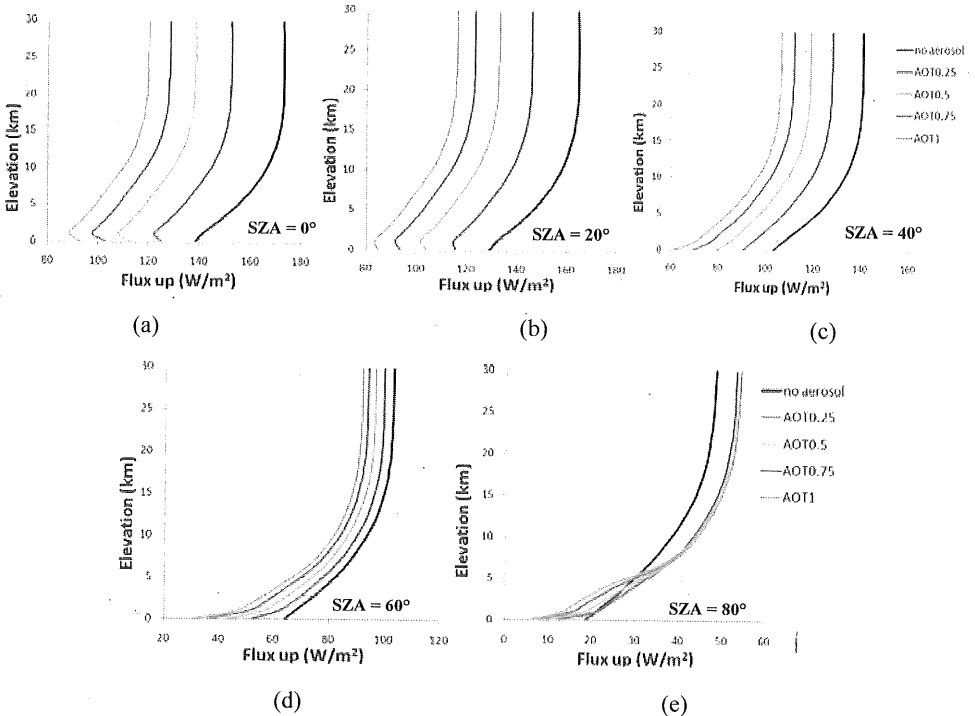 30
25
20
15
10
5
0
Elevation (km)
SZA = 0°
80 100 120 140 160 180
Flux up (W/m²)
(a)
30
25
20
15
10
5
0
Elevation (km)
SZA = 20°
80 100 120 140 160 180
Flux up (W/m²)
(b)
30
25
20
15
10
5
0
Elevation (km)
SZA = 40°
60 80 100 120 140 160
Flux up (W/m²)
(c)
no aerosol
AOT0.25
AOT0.5
AOT0.75
AOT1
30
25
20
15
10
5
0
Elevation (km)
SZA = 60°
20 40 60 80 100 120
Flux up (W/m²)
(d)
30
25
20
15
10
5
0
Elevation (km)
SZA = 80°
0 10 20 30 40 50 60
Flux up (W/m²)
(e)
no aerosol
AOT0.25
AOT0.5
AOT0.75
AOT1